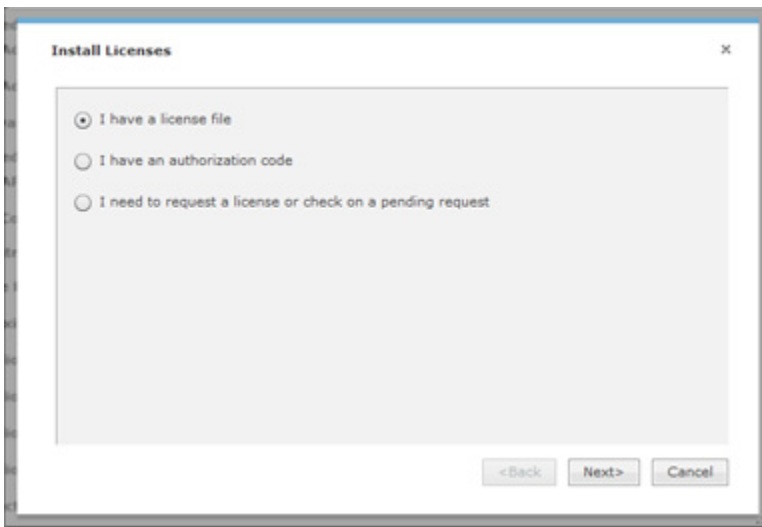 Install Licenses
×
I have a license file
I have an authorization code
I need to request a license or check on a pending request
<Back Next> Cancel